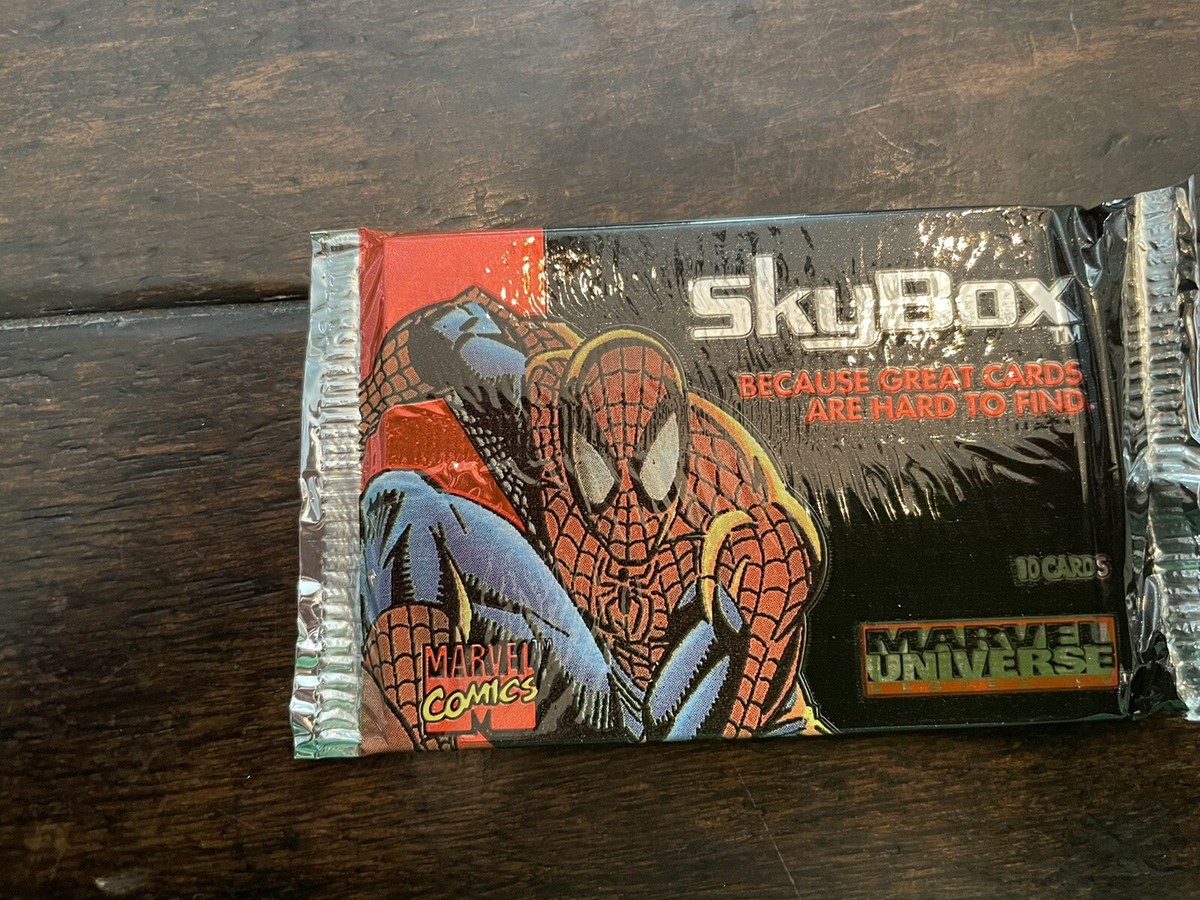 SkyBox
BECAUSE GREAT CARDS
ARE HARD TO FIND.
10 CARDS
MARVEL
UNIVERSE
MARVEL
COMICS